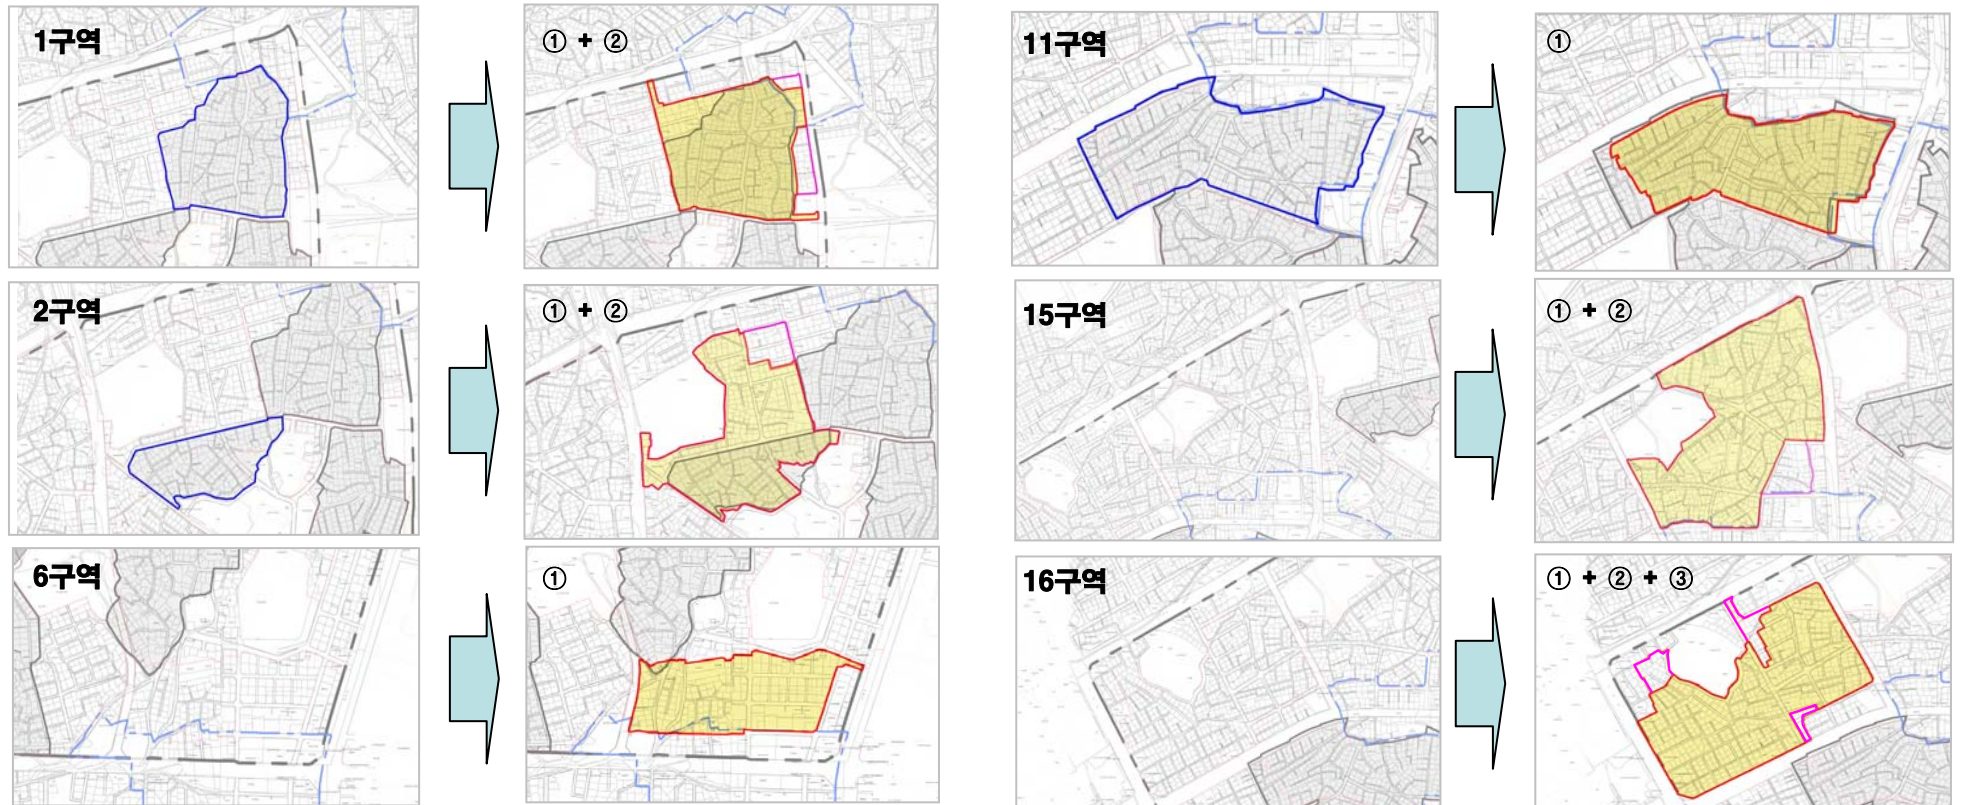 1구역
① + ②
11구역
①
2구역
① + ②
15구역
① + ②
6구역
①
16구역
① + ② + ③